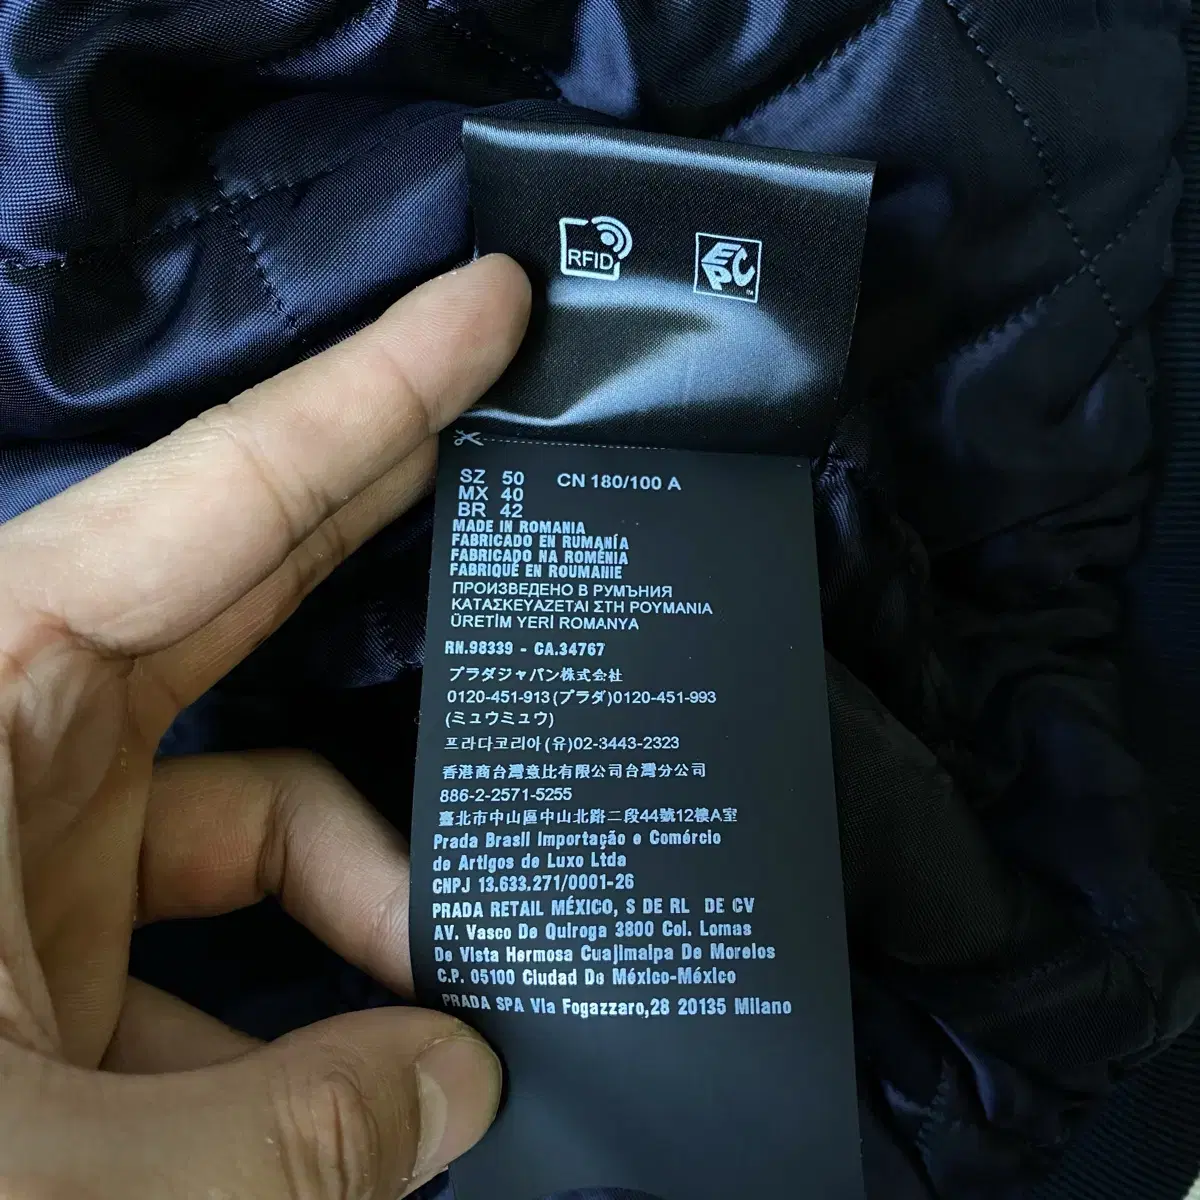 RFID
EPC
TM
SZ 50 CN 180/100 A
MX 40
BR 42
MADE IN ROMANIA
FABRICADO EN RUMANÍA
FABRICADO NA ROMÊNIA
FABRIQUÉ EN ROUMANIE
ПРОИЗВЕДЕНО В РУМЪНИЯ
ΚΑΤΑΣΚΕΥΑΖΕΤΑΙ ΣΤΗ ΡΟΥΜΑΝΙΑ
ÜRETİM YERİ ROMANYA
RN.98339 - CA.34767
プラダジャパン株式会社
0120-451-913(プラダ)0120-451-993
(ミュウミュウ)
프라다코리아(유)02-3443-2323
香港商台灣意比有限公司台灣分公司
886-2-2571-5255
臺北市中山區中山北路二段44號12樓A室
Prada Brasil Importação e Comércio
de Artigos de Luxo Ltda
CNPJ 13.633.271/0001-26
PRADA RETAIL MÉXICO, S DE RL DE CV
AV. Vasco De Quiroga 3800 Col. Lomas
De Vista Hermosa Cuajimalpa De Morelos
C.P. 05100 Ciudad De México-México
PRADA SPA Via Fogazzaro,28 20135 Milano